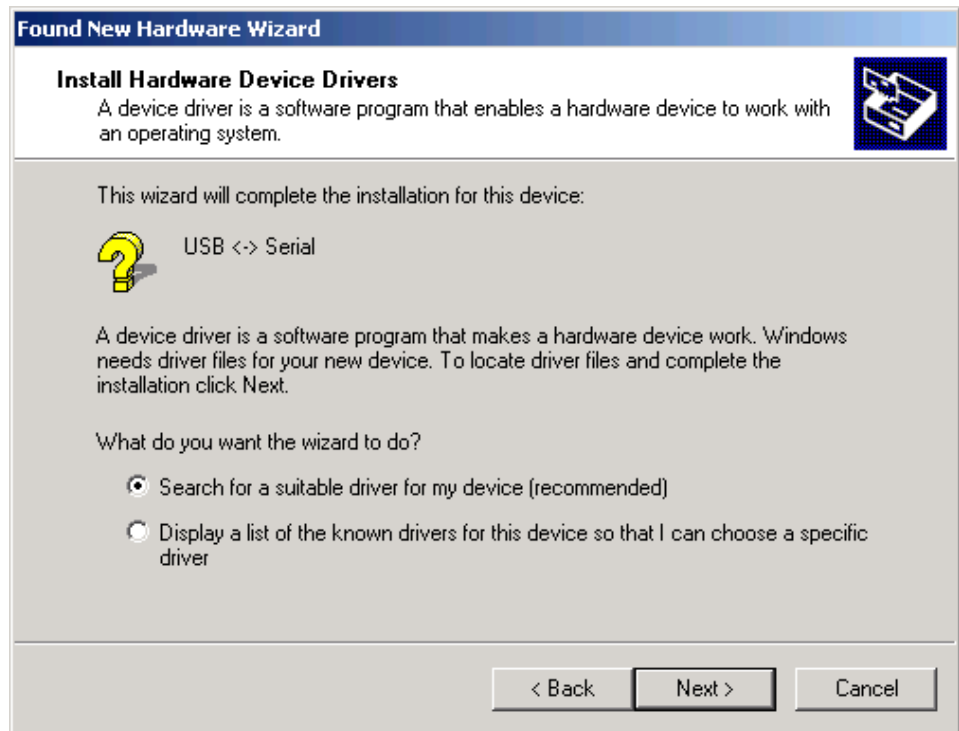 Found New Hardware Wizard
Install Hardware Device Drivers
A device driver is a software program that enables a hardware device to work with
an operating system.
This wizard will complete the installation for this device:
USB <-> Serial
A device driver is a software program that makes a hardware device work. Windows
needs driver files for your new device. To locate driver files and complete the
installation click Next.
What do you want the wizard to do?
Search for a suitable driver for my device (recommended)
Display a list of the known drivers for this device so that I can choose a specific
driver
< Back Next > Cancel